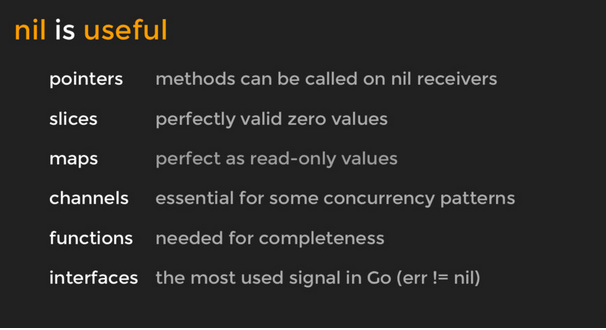 nil is useful
pointers methods can be called on nil receivers
slices perfectly valid zero values
maps perfect as read-only values
channels essential for some concurrency patterns
functions needed for completeness
interfaces the most used signal in Go (err != nil)